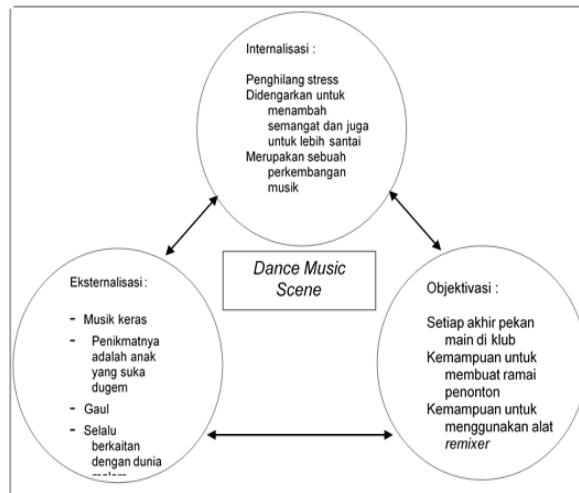 Internalisasi :
Penghilang stress
Didengarkan untuk
menambah
semangat dan juga
untuk lebih santai
Merupakan sebuah
perkembangan
musik
Dance Music
Scene
Eksternalisasi :
- Musik keras
- Penikmatnya
adalah anak
yang suka
dugem
- Gaul
- Selalu
berkaitan
dengan dunia
Objektivasi :
Setiap akhir pekan
main di klub
Kemampuan untuk
membuat ramai
penonton
Kemampuan untuk
menggunakan alat
remixer